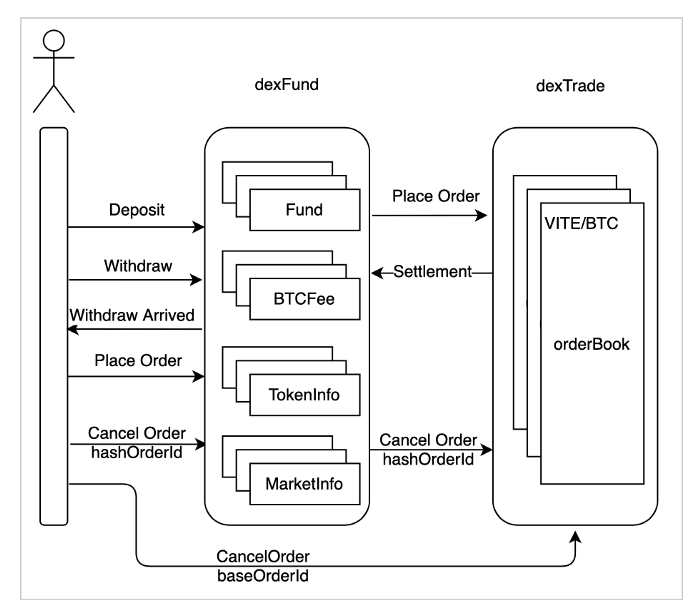 dexFund
dexTrade
Deposit
Withdraw
Withdraw Arrived
Place Order
Cancel Order
hashOrderId
Fund
BTCFee
TokenInfo
MarketInfo
Place Order
Settlement
Cancel Order
hashOrderId
VITE/BTC
orderBook
CancelOrder
baseOrderId